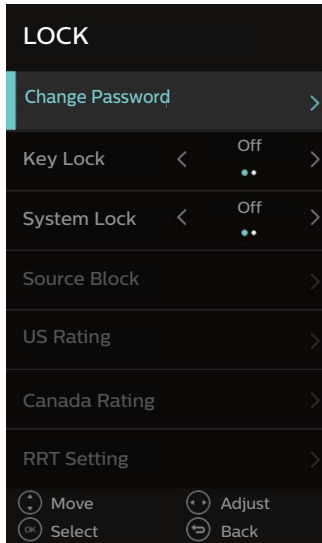 LOCK
Change Password
Key Lock
Off
System Lock
Off
Source Block
US Rating
Canada Rating
RRT Setting
Move Adjust
OK Select Back